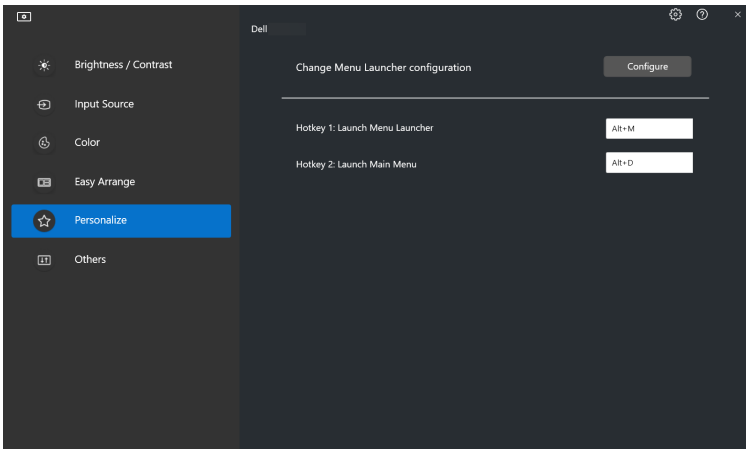 Dell
Brightness / Contrast
Input Source
Color
Easy Arrange
Personalize
Others
Change Menu Launcher configuration
Configure
Hotkey 1: Launch Menu Launcher
Alt+M
Hotkey 2: Launch Main Menu
Alt+D